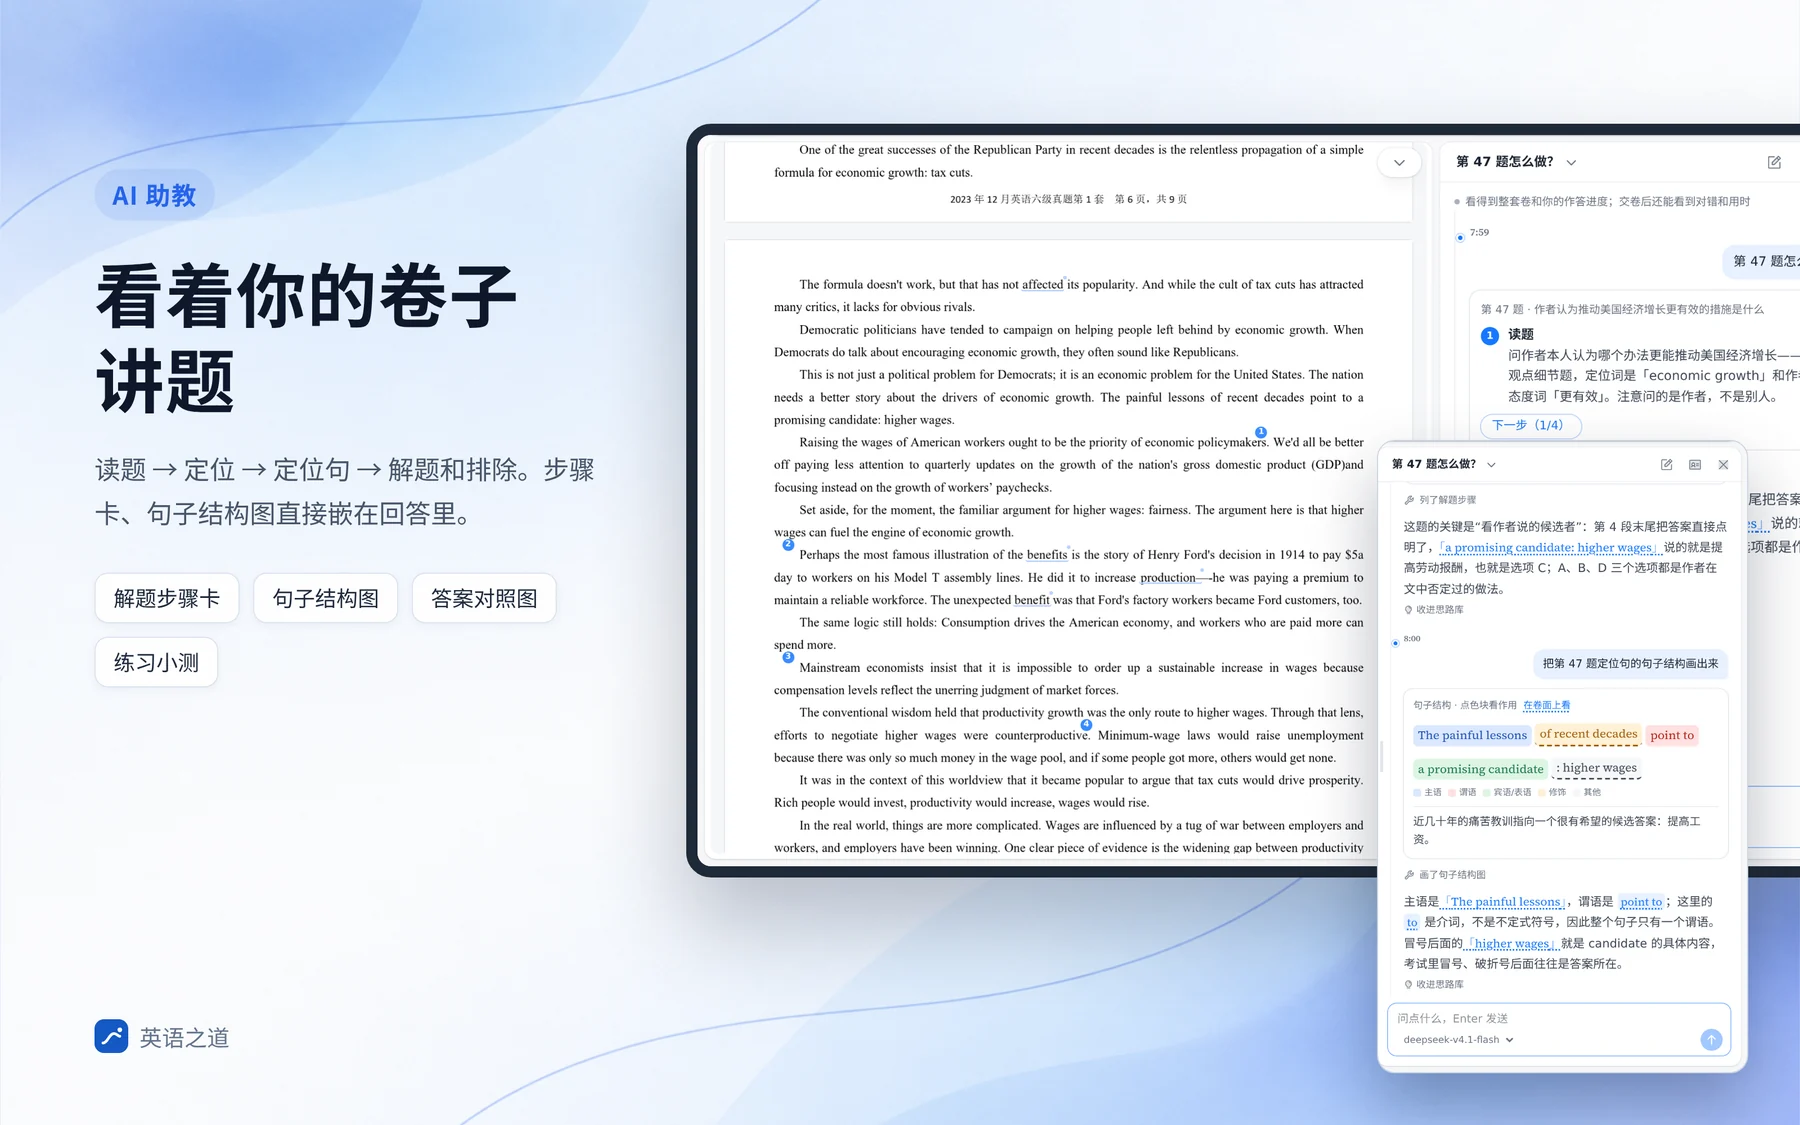 AI 助教
看着你的卷子
讲题
读题 → 定位 → 定位句 → 解题和排除。步骤
卡、句子结构图直接嵌在回答里。
解题步骤卡
句子结构图
答案对照图
练习小测
英语之道
One of the great successes of the Republican Party in recent decades is the relentless propagation of a simple
formula for economic growth: tax cuts.
2023 年 12 月英语六级真题第 1 套 第 6 页，共 9 页
The formula doesn't work, but that has not affected its popularity. And while the cult of tax cuts has attracted
many critics, it lacks for obvious rivals.
Democratic politicians have tended to campaign on helping people left behind by economic growth. When
Democrats do talk about encouraging economic growth, they often sound like Republicans.
This is not just a political problem for Democrats; it is an economic problem for the United States. The nation
needs a better story about the drivers of economic growth. The painful lessons of recent decades point to a
promising candidate: higher wages.
1
Raising the wages of American workers ought to be the priority of economic policymakers. We'd all be better
off paying less attention to quarterly updates on the growth of the nation's gross domestic product (GDP)and
focusing instead on the growth of workers’ paychecks.
Set aside, for the moment, the familiar argument for higher wages: fairness. The argument here is that higher
wages can fuel the engine of economic growth.
2
Perhaps the most famous illustration of the benefits is the story of Henry Ford's decision in 1914 to pay $5a
day to workers on his Model T assembly lines. He did it to increase production—-he was paying a premium to
maintain a reliable workforce. The unexpected benefit was that Ford's factory workers became Ford customers, too.
The same logic still holds: Consumption drives the American economy, and workers who are paid more can
spend more.
3
Mainstream economists insist that it is impossible to order up a sustainable increase in wages because
compensation levels reflect the unerring judgment of market forces.
The conventional wisdom held that productivity growth was the only route to higher wages. Through that lens,
4
efforts to negotiate higher wages were counterproductive. Minimum-wage laws would raise unemployment
because there was only so much money in the wage pool, and if some people got more, others would get none.
It was in the context of this worldview that it became popular to argue that tax cuts would drive prosperity.
Rich people would invest, productivity would increase, wages would rise.
In the real world, things are more complicated. Wages are influenced by a tug of war between employers and
workers, and employers have been winning. One clear piece of evidence is the widening gap between productivity
第 47 题怎么做？
看得到整套卷和你的作答进度；交卷后还能看到对错和用时
7:59
第 47 题怎么
第 47 题 · 作者认为推动美国经济增长更有效的措施是什么
1 读题
问作者本人认为哪个办法更能推动美国经济增长——
观点细节题，定位词是「economic growth」和作
态度词「更有效」。注意问的是作者，不是别人。
下一步（1/4）
尾把答案
es」说的
项都是作
第 47 题怎么做？
列了解题步骤
这题的关键是“看作者说的候选者”：第 4 段末尾把答案直接点
明了，「a promising candidate: higher wages」说的就是提
高劳动报酬，也就是选项 C；A、B、D 三个选项都是作者在
文中否定过的做法。
收进思路库
8:00
把第 47 题定位句的句子结构画出来
句子结构 · 点色块看作用 在卷面上看
The painful lessons of recent decades point to
a promising candidate : higher wages
主语 谓语 宾语/表语 修饰 其他
近几十年的痛苦教训指向一个很有希望的候选答案：提高工
资。
画了句子结构图
主语是「The painful lessons」，谓语是 point to；这里的
to 是介词，不是不定式符号，因此整个句子只有一个谓语。
冒号后面的「higher wages」就是 candidate 的具体内容，
考试里冒号、破折号后面往往是答案所在。
收进思路库
问点什么，Enter 发送
deepseek-v4.1-flash